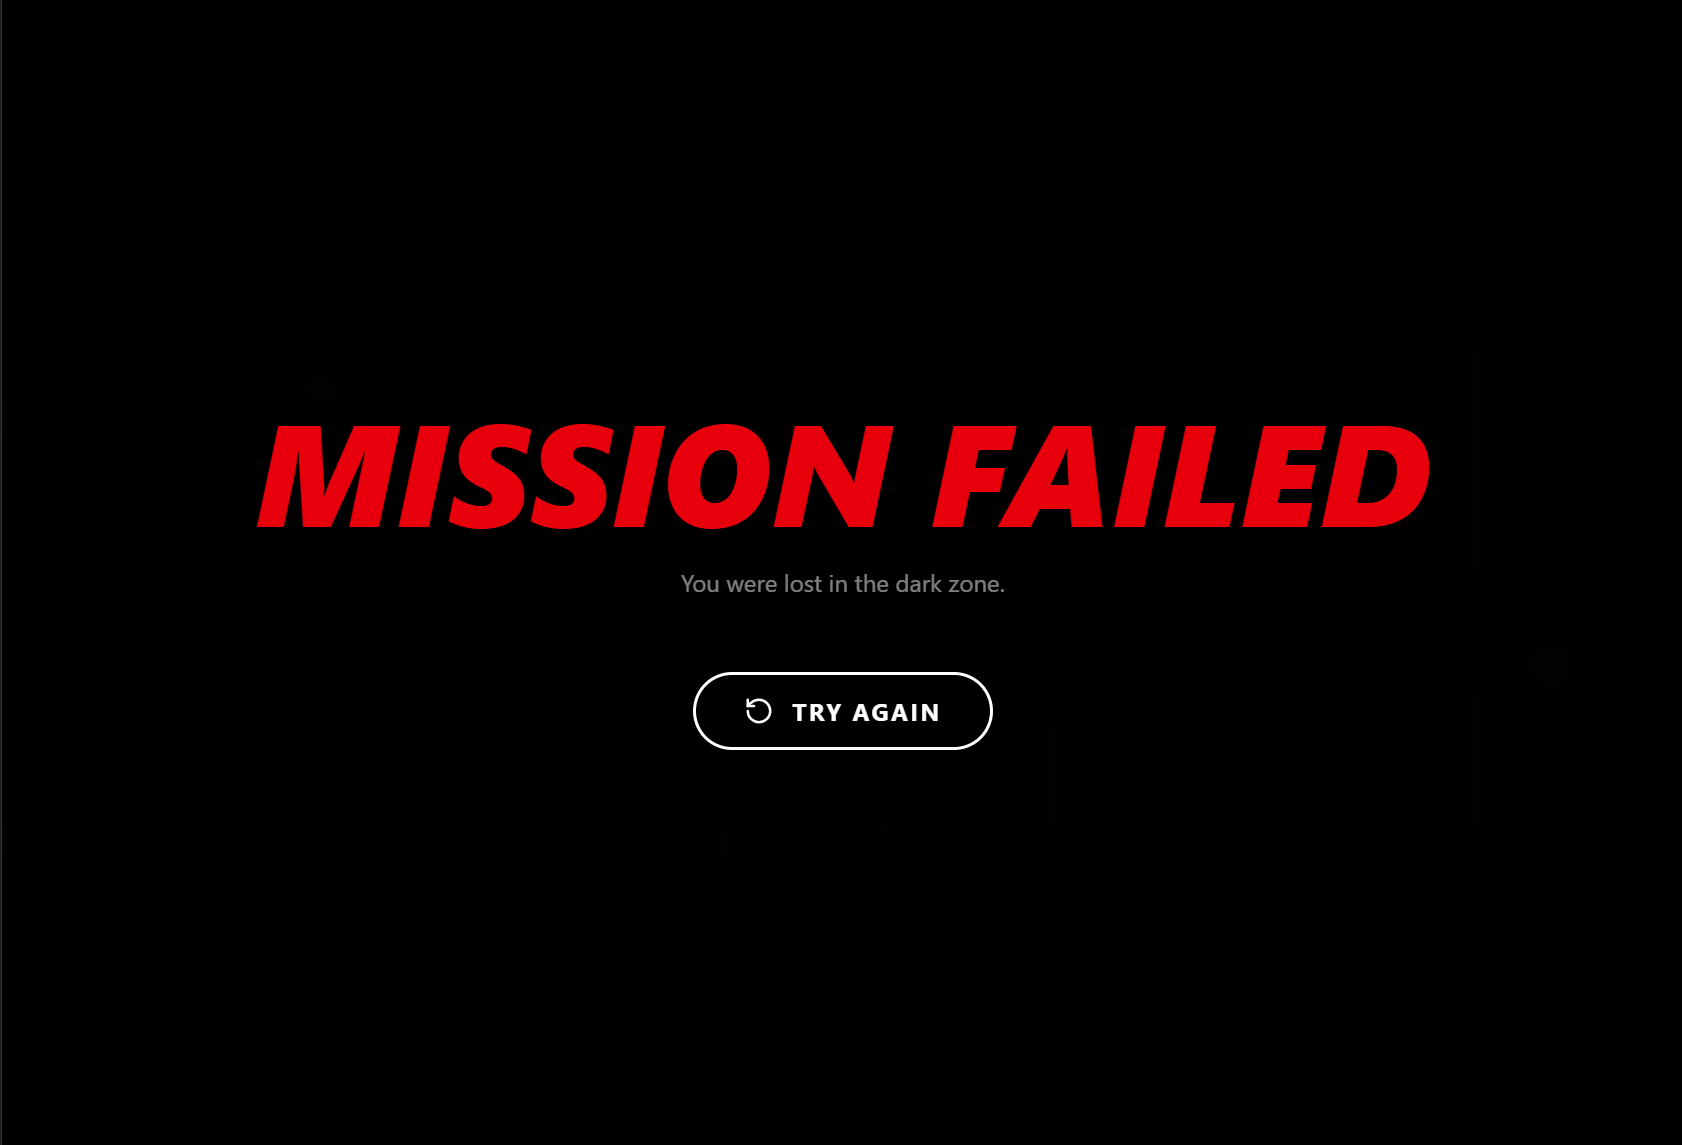 MISSION FAILED
You were lost in the dark zone.
TRY AGAIN